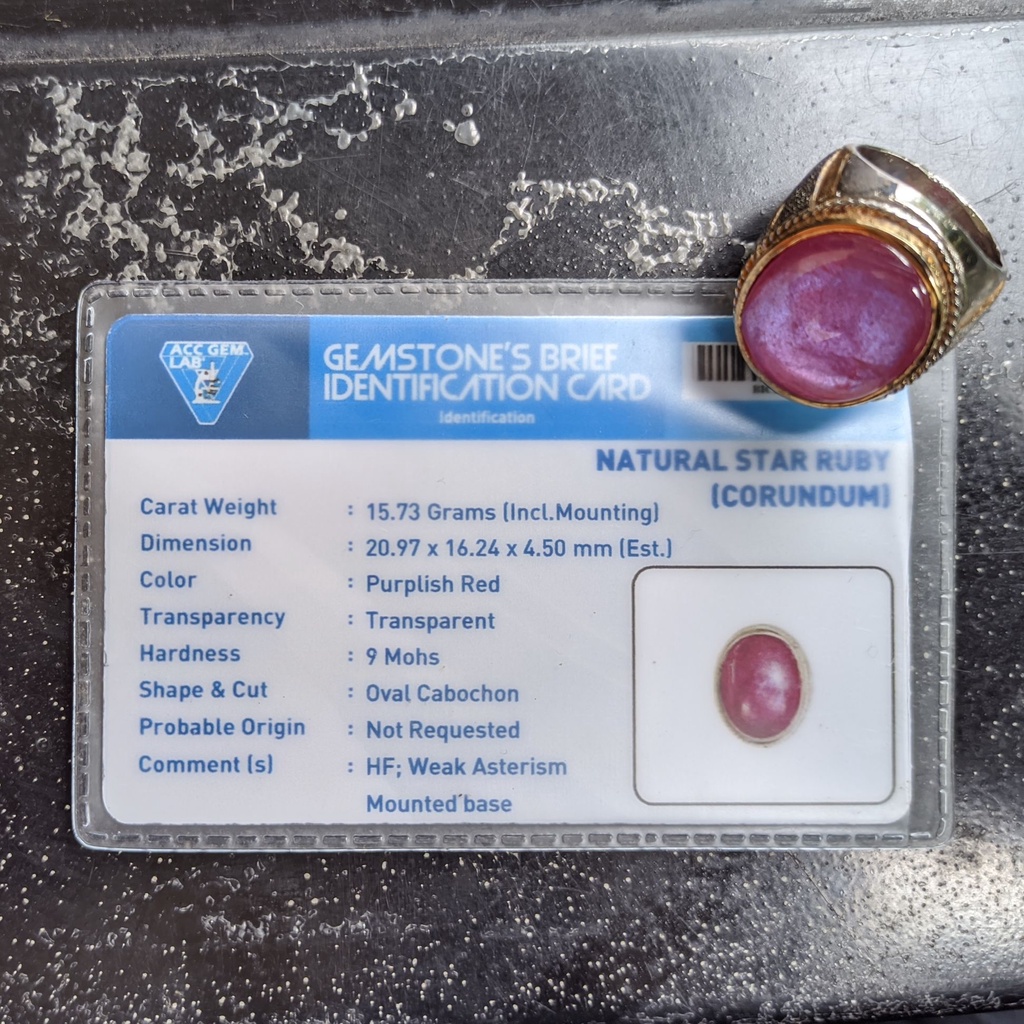 ACC GEM
LAB
GEMSTONE'S BRIEF
IDENTIFICATION CARD
Identification
NATURAL STAR RUBY
(CORUNDUM)
Carat Weight : 15.73 Grams (Incl.Mounting)
Dimension : 20.97 x 16.24 x 4.50 mm (Est.)
Color : Purplish Red
Transparency : Transparent
Hardness : 9 Mohs
Shape & Cut : Oval Cabochon
Probable Origin : Not Requested
Comment (s) : HF; Weak Asterism
Mounted base